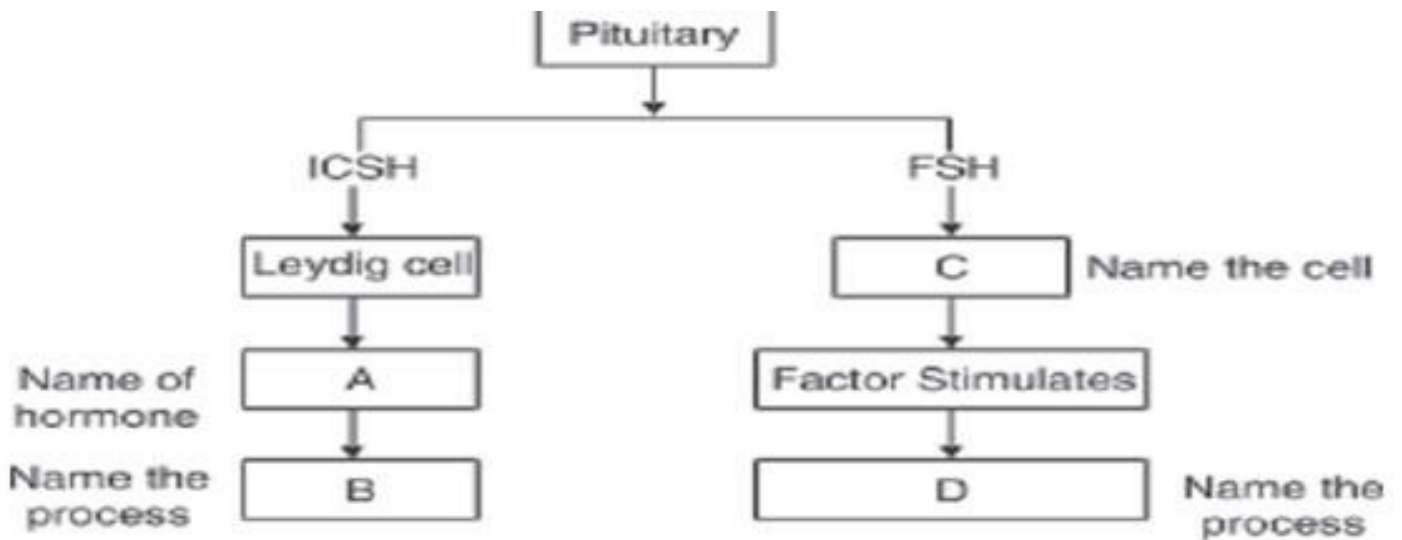 Pituitary
ICSH
FSH
Leydig cell
C
Name the cell
Name of
hormone
A
Factor Stimulates
Name the
process
B
D
Name the
process